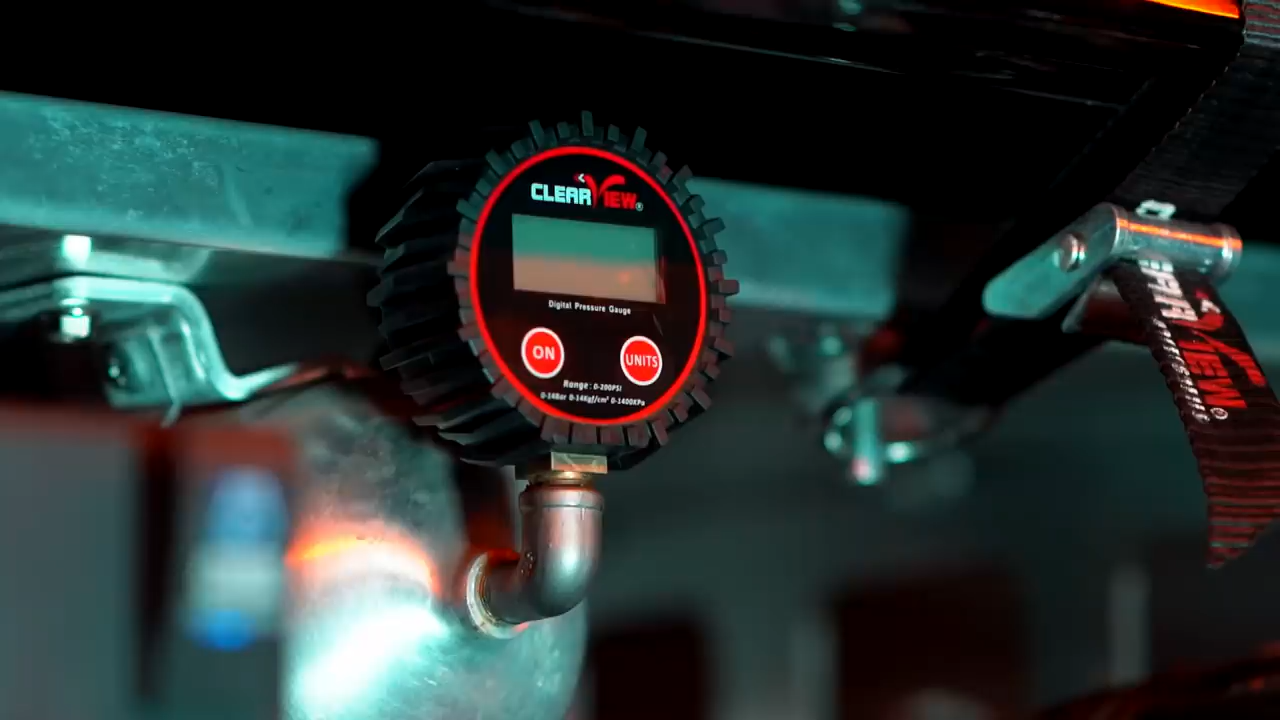 CLEARVIEW®
Digital Pressure Gauge
ON
UNITS
Range: 0-200PSI
0-14Bar 0-14Kgf/cm² 0-1400KPa